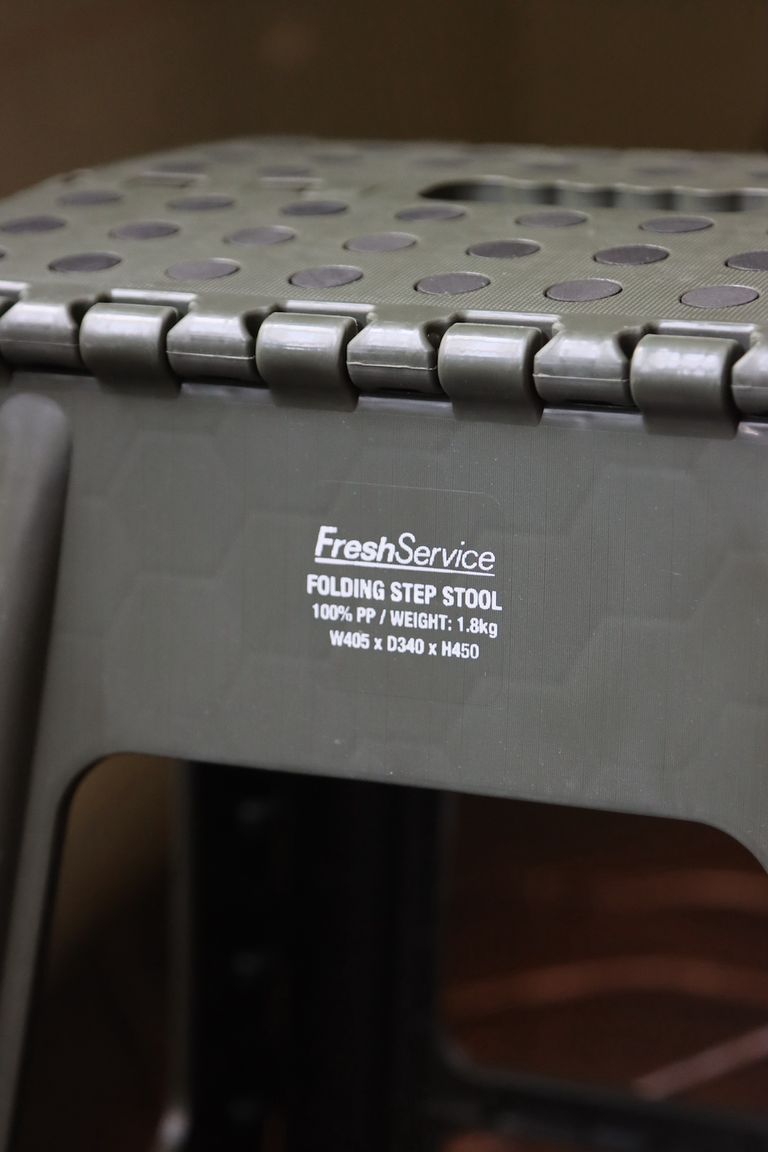 FreshService
FOLDING STEP STOOL
100% PP / WEIGHT: 1.8kg
W405 x D340 x H450